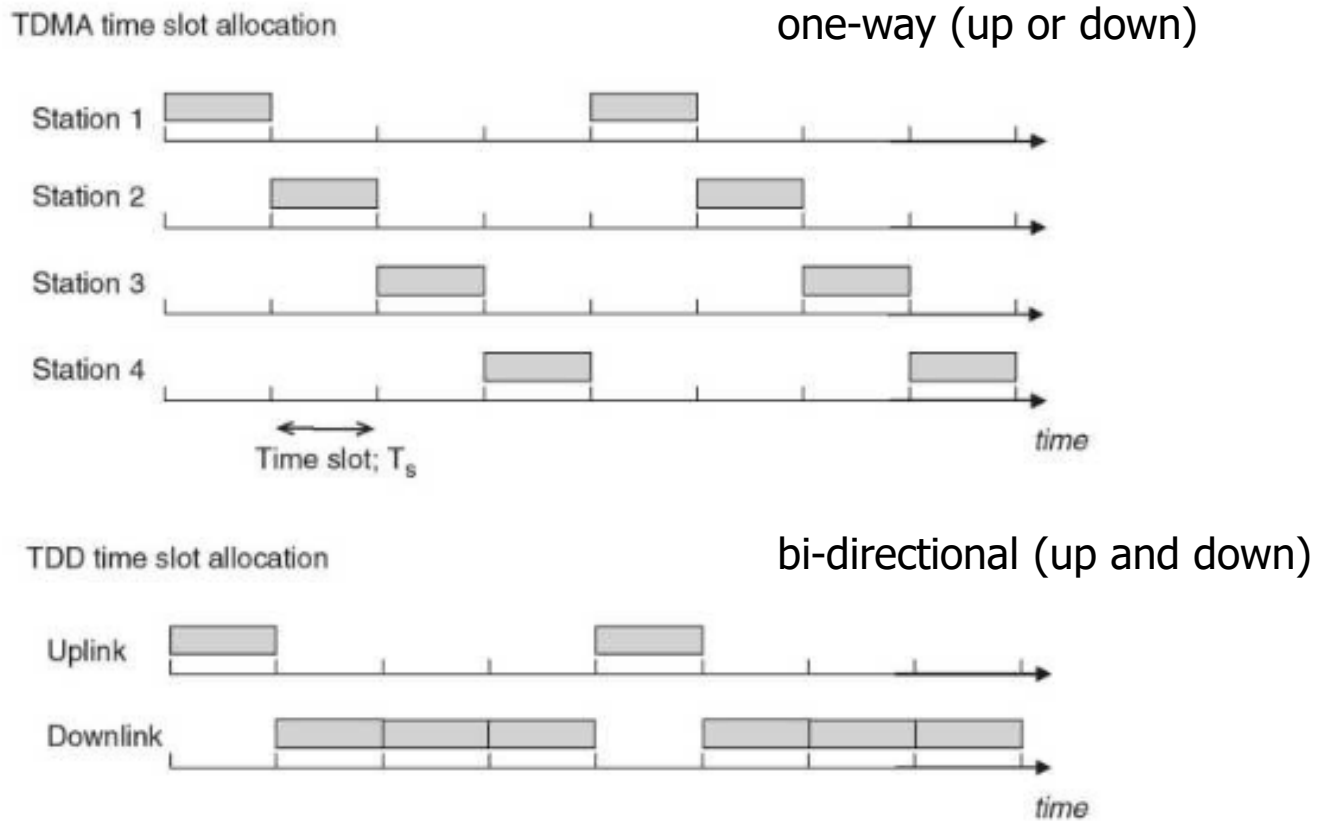 TDMA time slot allocation
one-way (up or down)
Station 1
Station 2
Station 3
Station 4
time
Time slot; Ts
TDD time slot allocation
bi-directional (up and down)
Uplink
Downlink
time